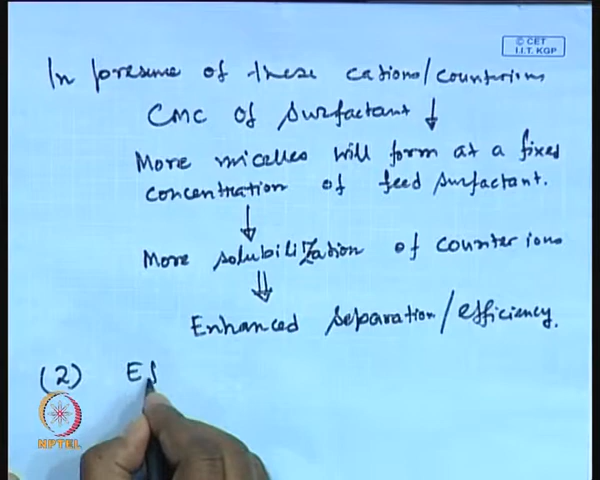 © CET
I.I.T. KGP
In presence of these cations/counterions
CMC of surfactant ↓
More micelles will form at a fixed
concentration of feed surfactant.
↓
More solubilization of counter ions
⇓
Enhanced separation/efficiency.
(2) Ef
NPTEL